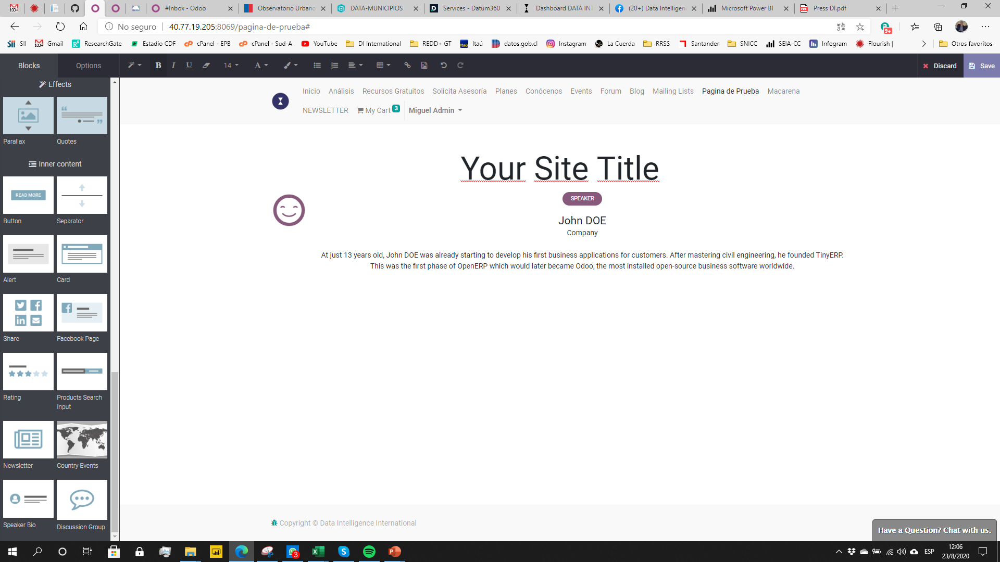 #Inbox - Odoo
Observatorio Urbano
DATA-MUNICIPIOS
Services - Datum360
Dashboard DATA INT
(20+) Data Intelligenc
Microsoft Power BI
Press DI.pdf
No seguro
40.77.19.205:8069/pagina-de-prueba#
9+
SII
Gmail
ResearchGate
Estadio CDF
cPanel - EPB
cPanel - Sud-A
YouTube
DI International
REDD+ GT
Itaú
datos.gob.cl
Instagram
La Cuerda
RRSS
Santander
SNICC
SEIA-CC
Infogram
Flourish |
Otros favoritos
Blocks
Options
B I U
14
A
Discard
Save
Effects
Parallax
Quotes
Inner content
READ MORE
Button
Separator
Alert
Card
Share
Facebook Page
Rating
Products Search
Input
Newsletter
Country Events
Speaker Bio
Discussion Group
Inicio Análisis Recursos Gratuitos Solicita Asesoría Planes Conócenos Events Forum Blog Mailing Lists Pagina de Prueba Macarena
NEWSLETTER My Cart 3 Miguel Admin
Your Site Title
SPEAKER
John DOE
Company
At just 13 years old, John DOE was already starting to develop his first business applications for customers. After mastering civil engineering, he founded TinyERP.
This was the first phase of OpenERP which would later became Odoo, the most installed open-source business software worldwide.
Copyright © Data Intelligence International
Have a Question? Chat with us.
3
ESP
12:06
23/8/2020